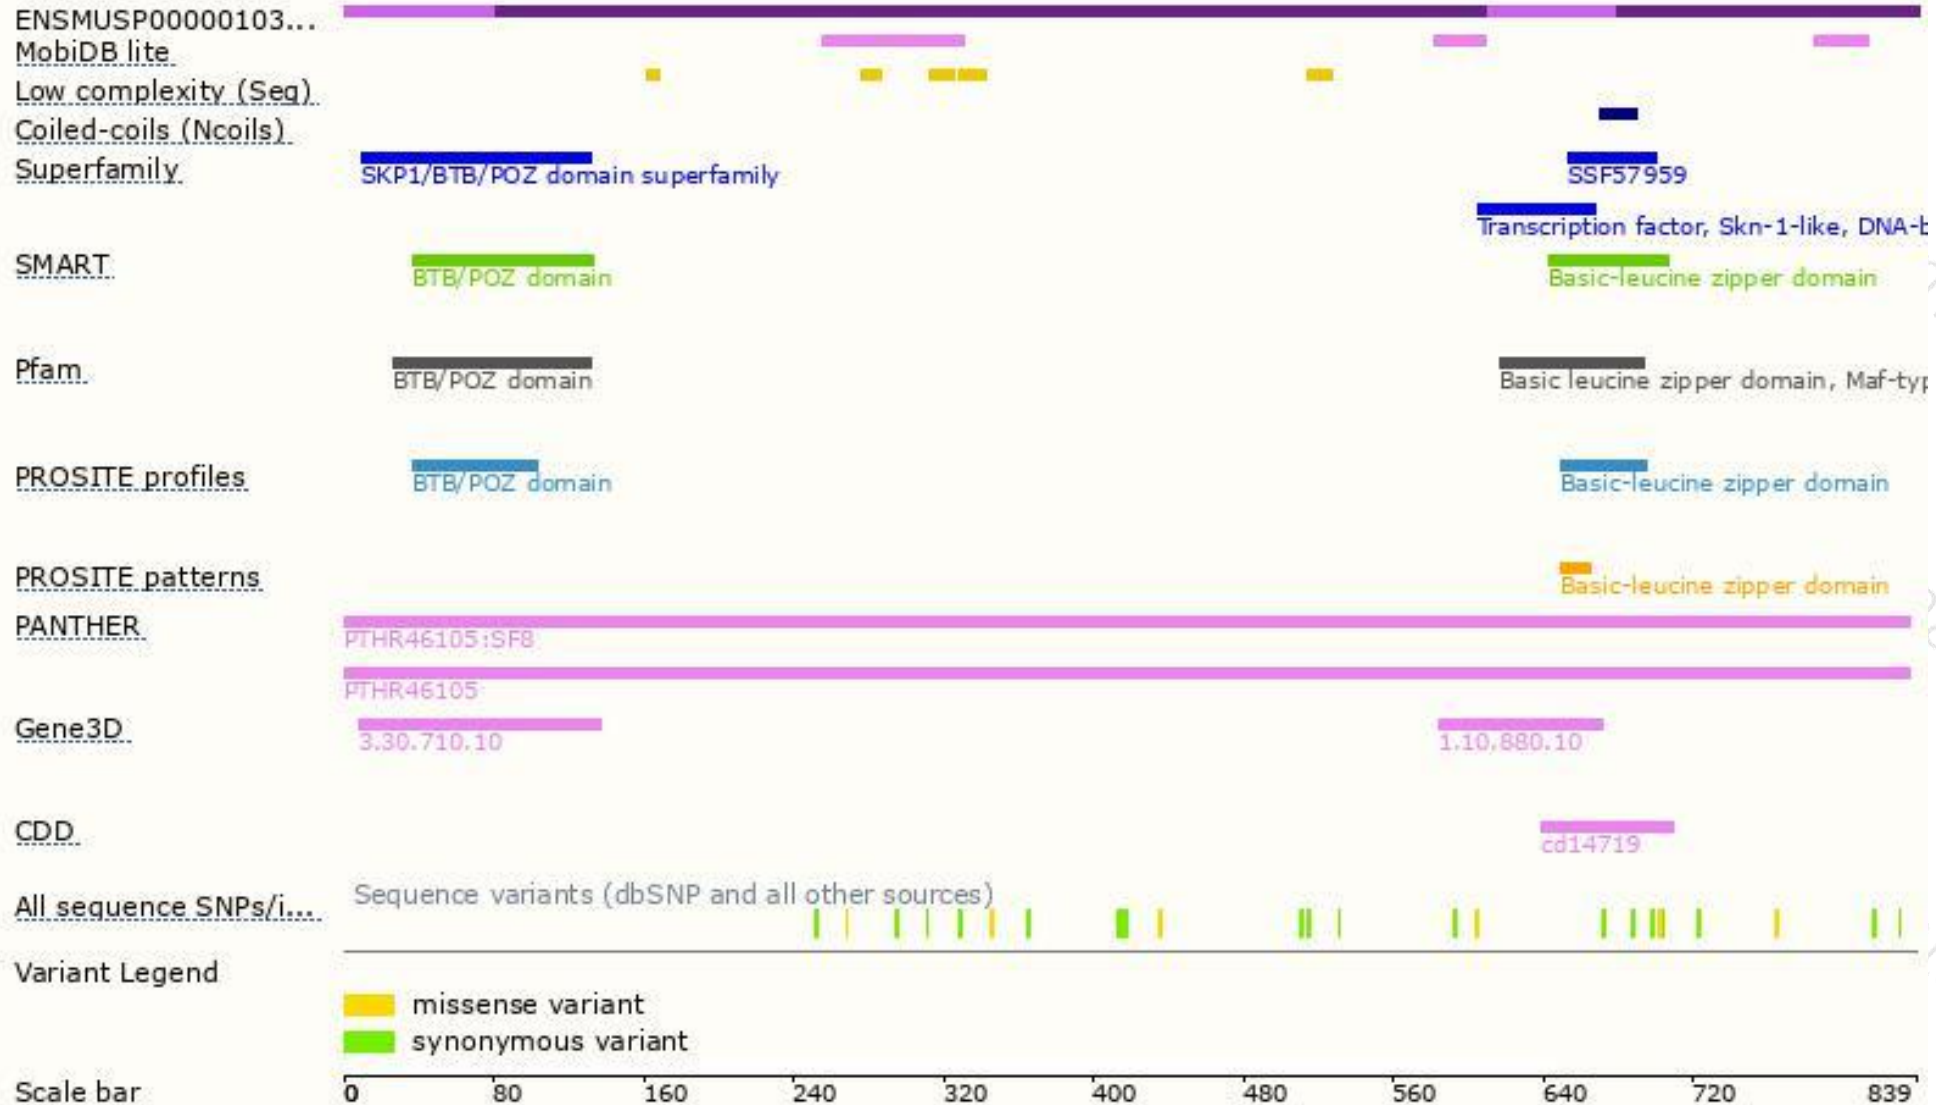 ENSMUSP00000103...
MobiDB lite
Low complexity (Seg)
Coiled-coils (Ncoils)
Superfamily
SKP1/BTB/POZ domain superfamily
SSF57959
Transcription factor, Skn-1-like, DNA-b
SMART
BTB/POZ domain
Basic-leucine zipper domain
Pfam
BTB/POZ domain
Basic leucine zipper domain, Maf-typ
PROSITE profiles
BTB/POZ domain
Basic-leucine zipper domain
PROSITE patterns
Basic-leucine zipper domain
PANTHER
PTHR46105:SF8
PTHR46105
Gene3D
3.30.710.10
1.10.880.10
CDD
cd14719
Sequence variants (dbSNP and all other sources)
All sequence SNPs/i...
Variant Legend
missense variant
synonymous variant
Scale bar
0 80 160 240 320 400 480 560 640 720 839